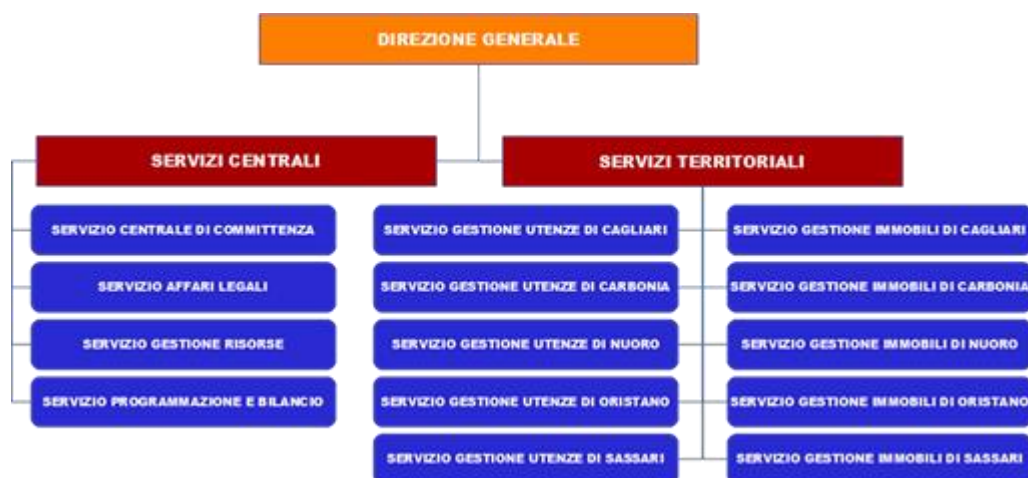 DIREZIONE GENERALE
SERVIZI CENTRALI
SERVIZI TERRITORIALI
SERVIZIO CENTRALE DI COMMITTENZA
SERVIZIO AFFARI LEGALI
SERVIZIO GESTIONE RISORSE
SERVIZIO PROGRAMMAZIONE E BILANCIO
SERVIZIO GESTIONE UTENZE DI CAGLIARI
SERVIZIO GESTIONE UTENZE DI CARBONIA
SERVIZIO GESTIONE UTENZE DI NUORO
SERVIZIO GESTIONE UTENZE DI ORISTANO
SERVIZIO GESTIONE UTENZE DI SASSARI
SERVIZIO GESTIONE IMMOBILI DI CAGLIARI
SERVIZIO GESTIONE IMMOBILI DI CARBONIA
SERVIZIO GESTIONE IMMOBILI DI NUORO
SERVIZIO GESTIONE IMMOBILI DI ORISTANO
SERVIZIO GESTIONE IMMOBILI DI SASSARI